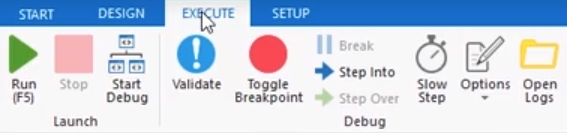 START DESIGN EXECUTE SETUP
Run
(F5)
Stop
Start
Debug
Validate
Toggle
Breakpoint
Break
Step Into
Step Over
Slow
Step
Options
Open
Logs
Launch
Debug